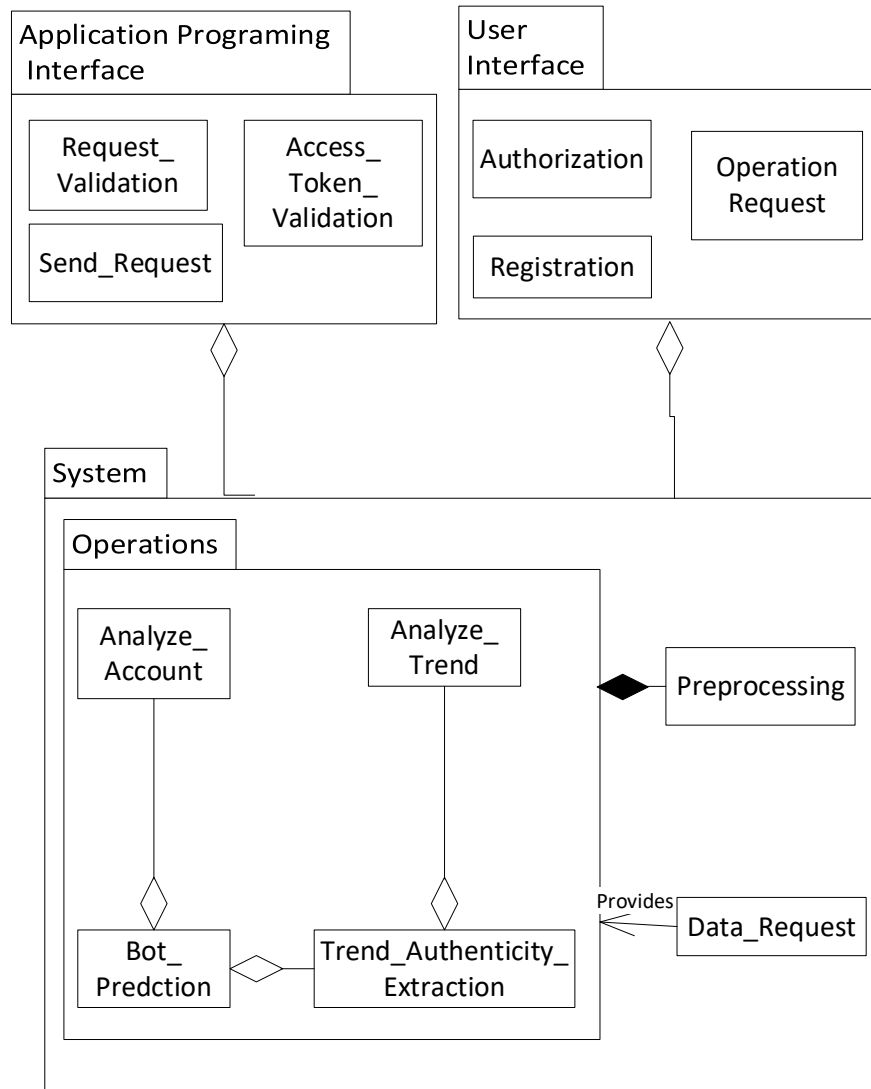 Application Programing
Interface
Request_
Validation
Access_
Token_
Validation
Send_Request
User
Interface
Authorization
Operation
Request
Registration
System
Operations
Analyze_
Account
Analyze_
Trend
Preprocessing
Provides
Data_Request
Bot_
Predction
Trend_Authenticity_
Extraction